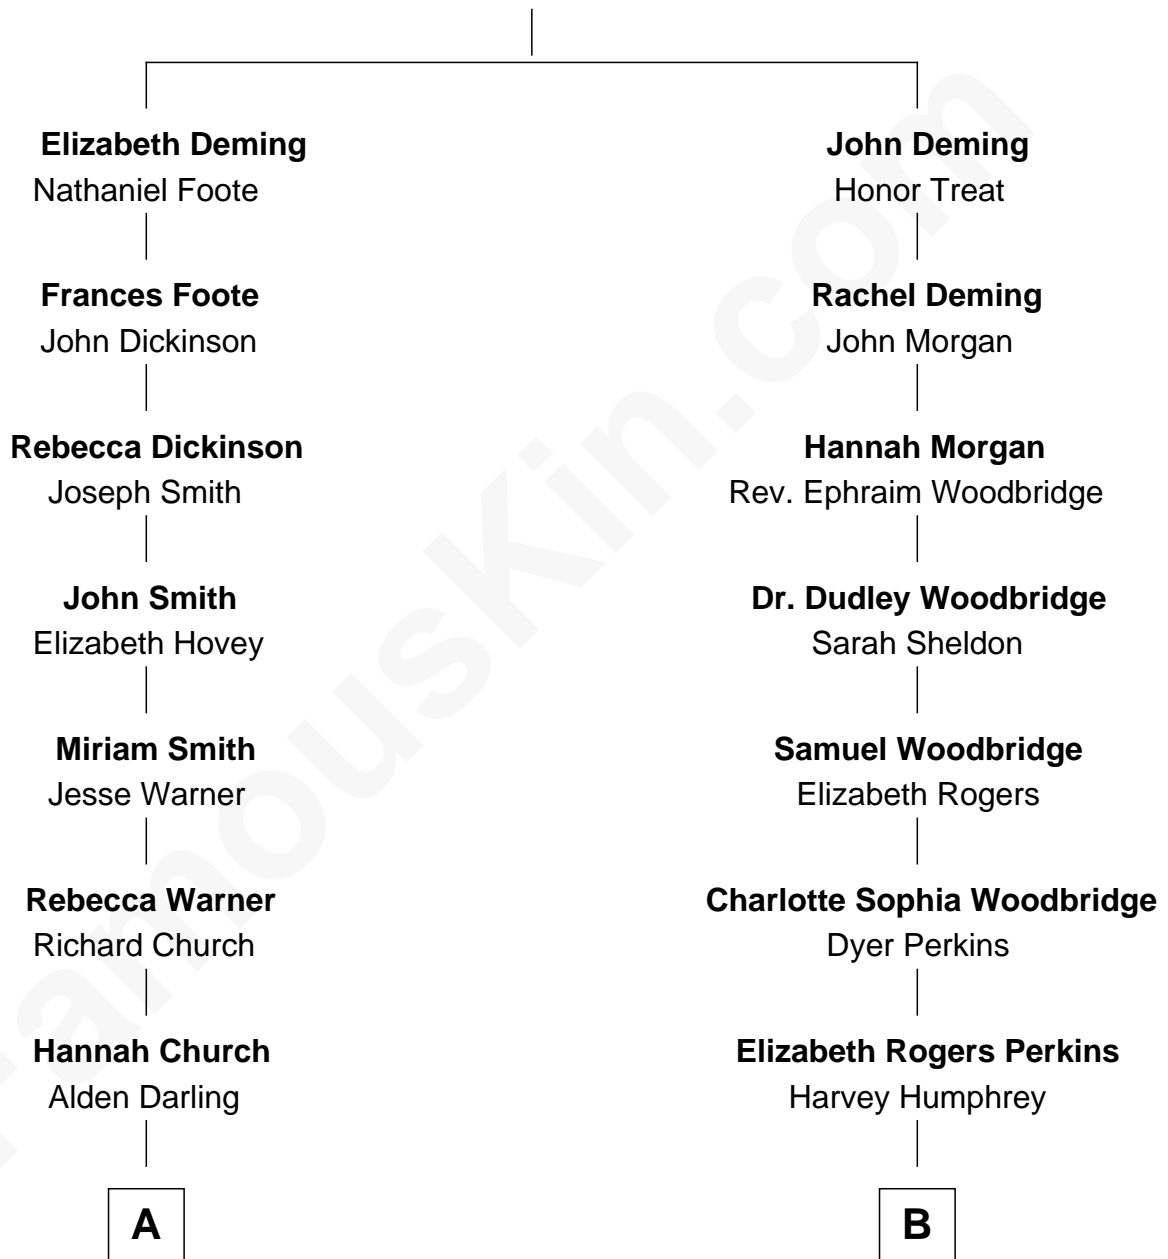 Elizabeth Deming
Nathaniel Foote
John Deming
Honor Treat
Frances Foote
John Dickinson
Rachel Deming
John Morgan
Rebecca Dickinson
Joseph Smith
Hannah Morgan
Rev. Ephraim Woodbridge
John Smith
Elizabeth Hovey
Dr. Dudley Woodbridge
Sarah Sheldon
Miriam Smith
Jesse Warner
Samuel Woodbridge
Elizabeth Rogers
Rebecca Warner
Richard Church
Charlotte Sophia Woodbridge
Dyer Perkins
Hannah Church
Alden Darling
Elizabeth Rogers Perkins
Harvey Humphrey
A
B
FamousKin.com